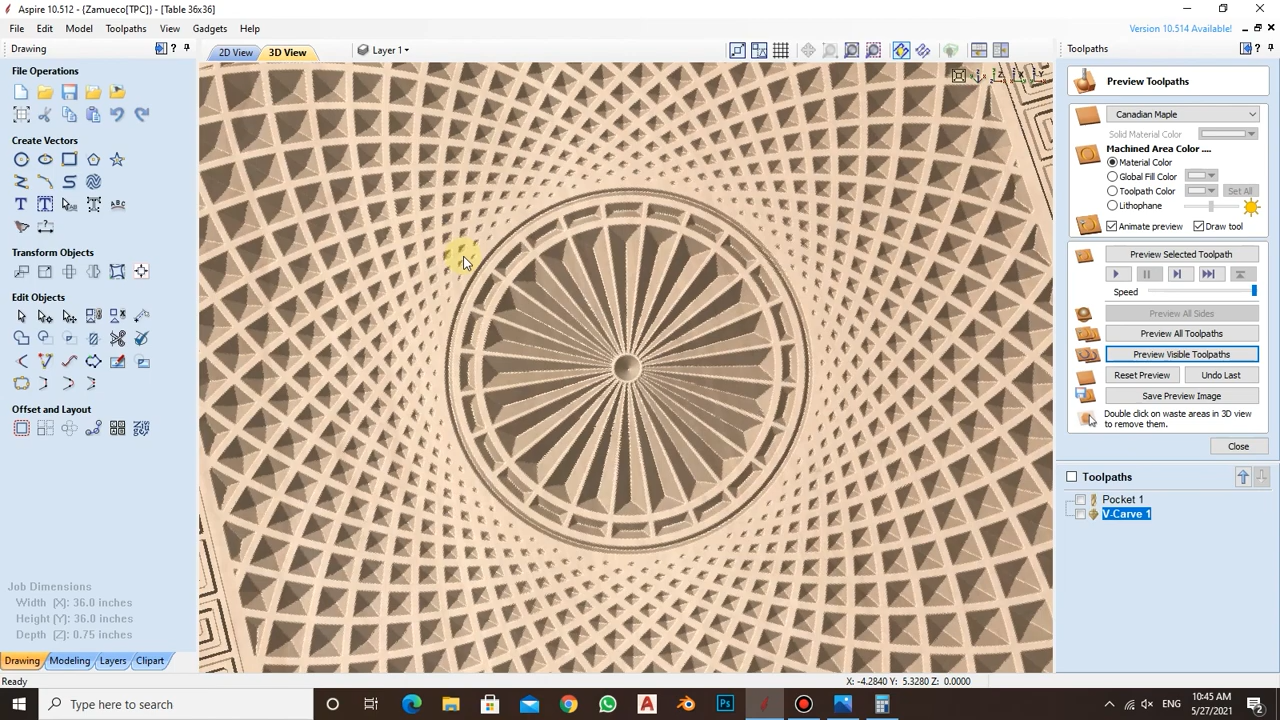 Aspire 10.512 - {Zamueco[TPC} - [Table 36x36]
File Edit Model Toolpaths View Gadgets Help
Version 10.514 Available!
Drawing
2D View 3D View Layer 1
Toolpaths
File Operations
Create Vectors
Transform Objects
Edit Objects
Offset and Layout
Job Dimensions
Width [X]: 36.0 inches
Height [Y]: 36.0 inches
Depth [Z]: 0.75 inches
Drawing Modeling Layers Clipart
Ready
X: -4.2840 Y: 5.3280 Z: 0.0000
Preview Toolpaths
Canadian Maple
Solid Material Color
Machined Area Color ....
Material Color
Global Fill Color
Toolpath Color Set All
Lithophane
Animate preview Draw tool
Preview Selected Toolpath
Speed
Preview All Sides
Preview All Toolpaths
Preview Visible Toolpaths
Reset Preview Undo Last
Save Preview Image
Double click on waste areas in 3D view
to remove them.
Close
Toolpaths
Pocket 1
V-Carve 1
Type here to search
ENG
10:45 AM
5/27/2021